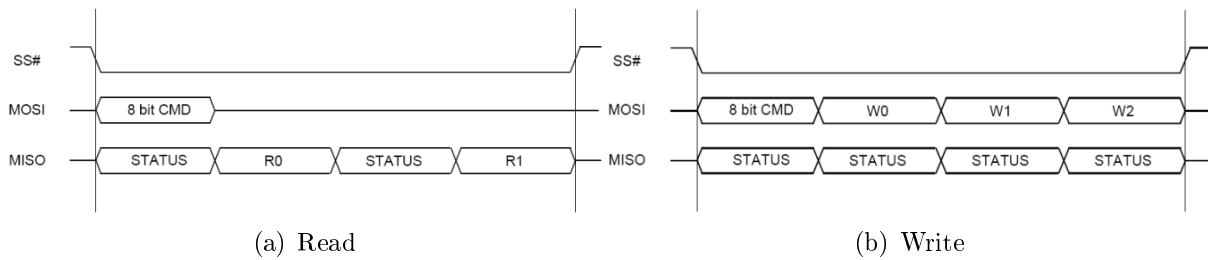 SS#
MOSI 8 bit CMD
MISO STATUS R0 STATUS R1
(a) Read
SS#
MOSI 8 bit CMD W0 W1 W2
MISO STATUS STATUS STATUS STATUS
(b) Write